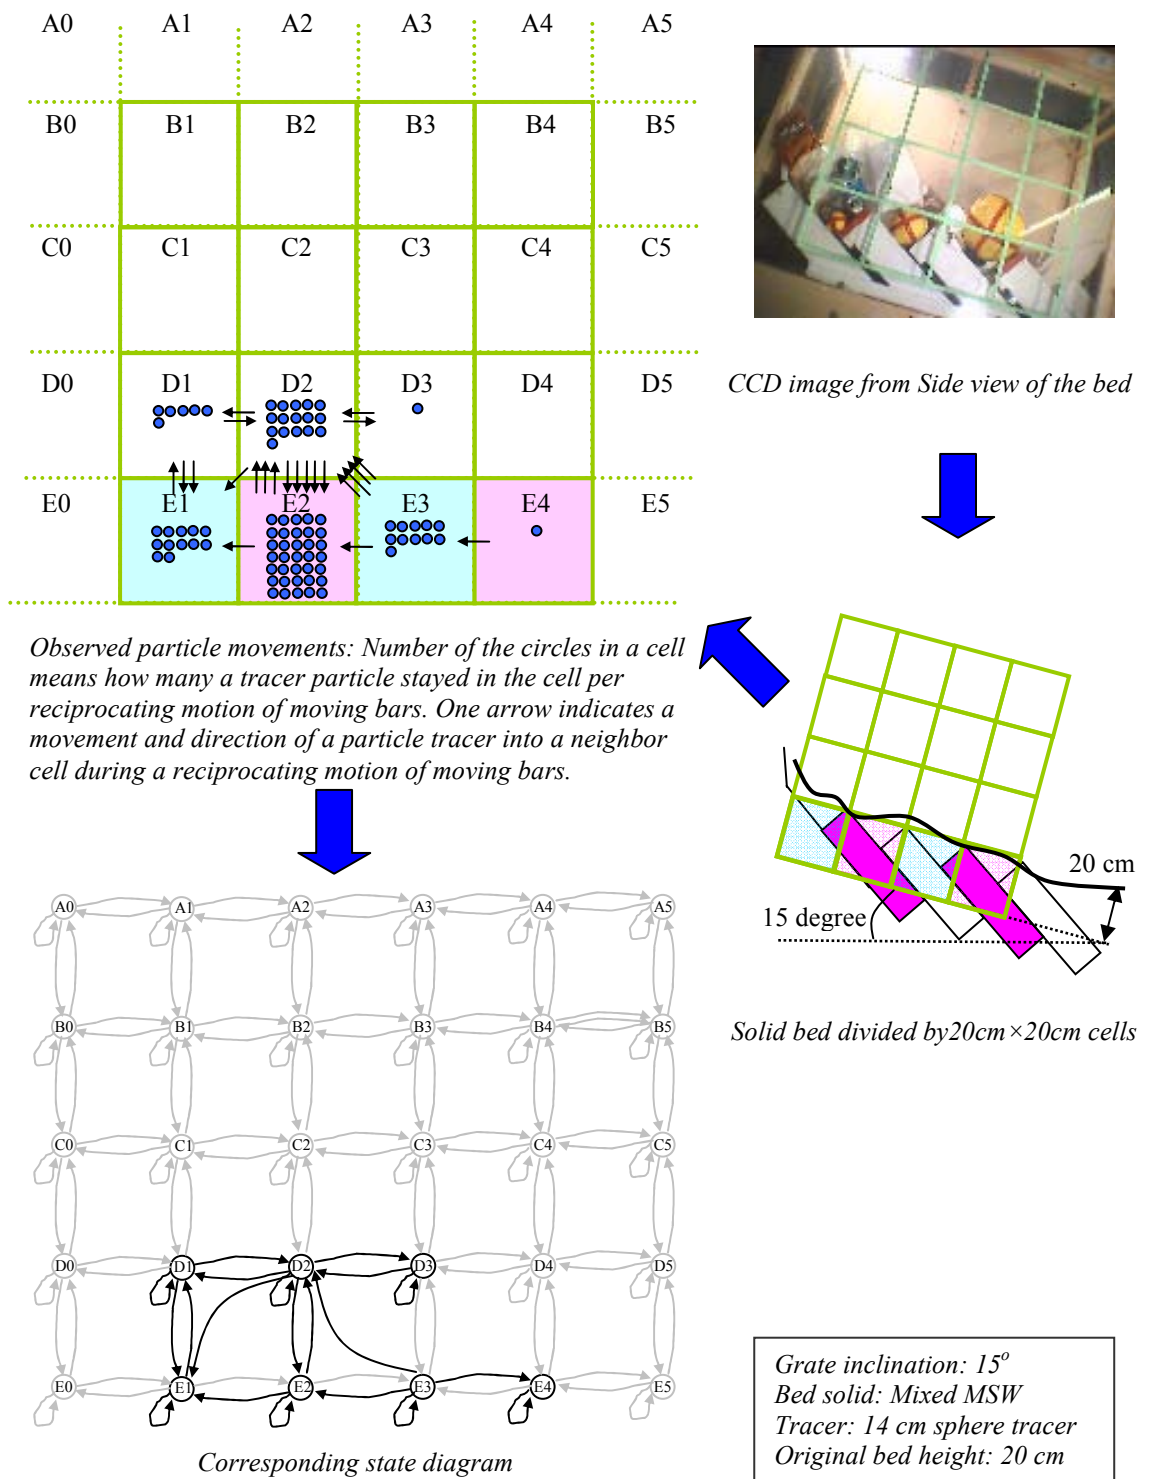 A0 A1 A2 A3 A4 A5
B0 B1 B2 B3 B4 B5
C0 C1 C2 C3 C4 C5
D0 D1 D2 D3 D4 D5
E0 E1 E2 E3 E4 E5
CCD image from Side view of the bed
Observed particle movements: Number of the circles in a cell
means how many a tracer particle stayed in the cell per
reciprocating motion of moving bars. One arrow indicates a
movement and direction of a particle tracer into a neighbor
cell during a reciprocating motion of moving bars.
20 cm
15 degree
Solid bed divided by20cm×20cm cells
A0 A1 A2 A3 A4 A5
B0 B1 B2 B3 B4 B5
C0 C1 C2 C3 C4 C5
D0 D1 D2 D3 D4 D5
E0 E1 E2 E3 E4 E5
Corresponding state diagram
Grate inclination: 15º
Bed solid: Mixed MSW
Tracer: 14 cm sphere tracer
Original bed height: 20 cm